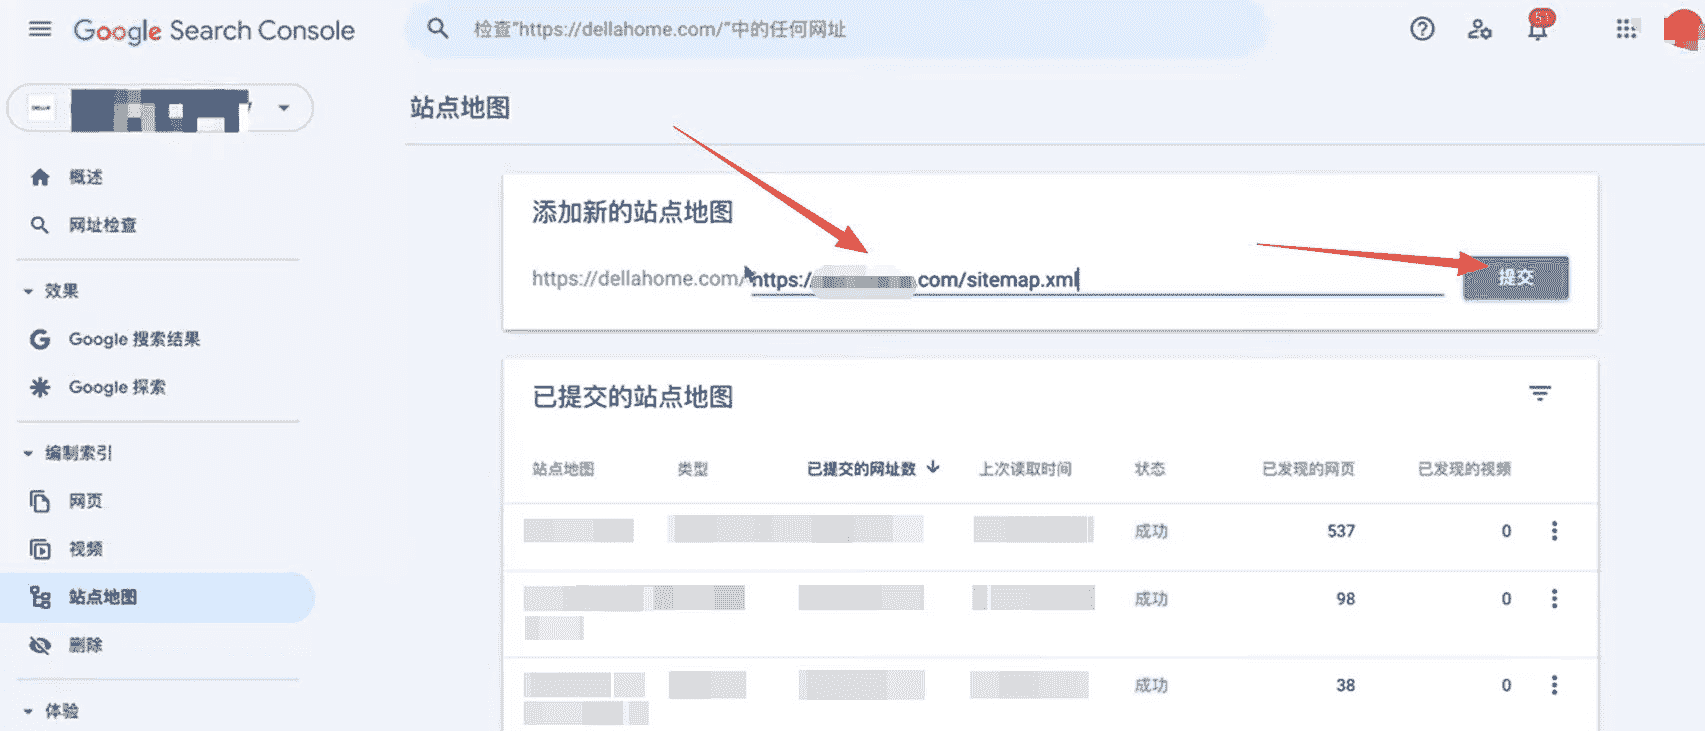 Google Search Console
检查"https://dellahome.com/"中的任何网址
51
站点地图
概述
网址检查
效果
Google 搜索结果
Google 探索
编制索引
网页
视频
站点地图
删除
体验
添加新的站点地图
https://dellahome.com/ https:/ .com/sitemap.xml
提交
已提交的站点地图
站点地图 类型 已提交的网址数 上次读取时间 状态 已发现的网页 已发现的视频
成功 537 0
成功 98 0
成功 38 0